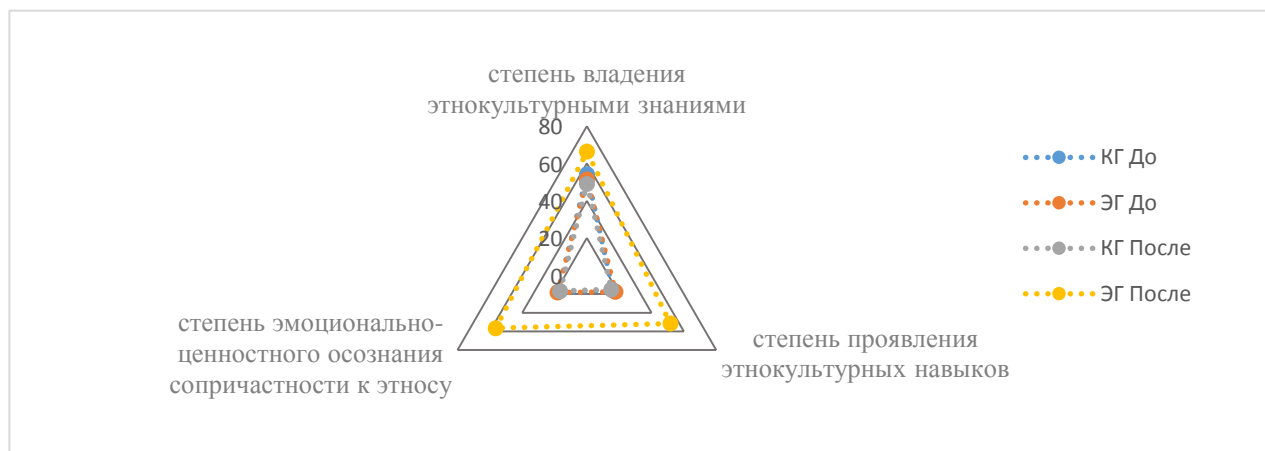 степень владения
этнокультурными знаниями
80
60
40
20
0
степень эмоционально-
ценностного осознания
сопричастности к этносу
степень проявления
этнокультурных навыков
КГ До
ЭГ До
КГ После
ЭГ После